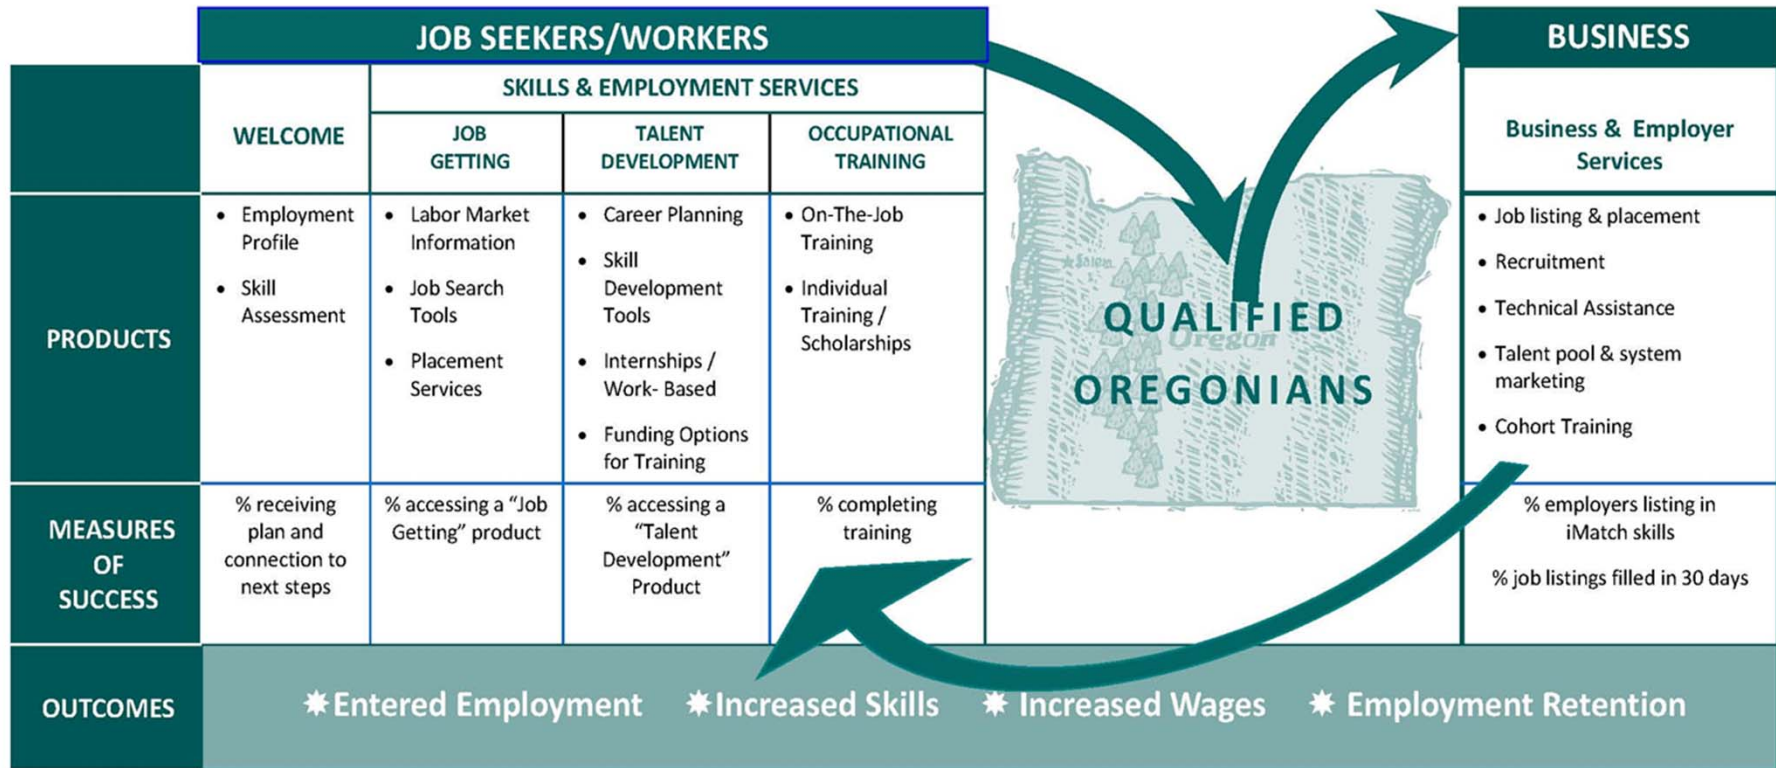 JOB SEEKERS/WORKERS
BUSINESS
SKILLS & EMPLOYMENT SERVICES
WELCOME
JOB
GETTING
TALENT
DEVELOPMENT
OCCUPATIONAL
TRAINING
Business & Employer
Services
PRODUCTS
• Employment
Profile
• Skill
Assessment
• Labor Market
Information
• Job Search
Tools
• Placement
Services
• Career Planning
• Skill
Development
Tools
• Internships /
Work- Based
• Funding Options
for Training
• On-The-Job
Training
• Individual
Training /
Scholarships
Salem
QUALIFIED
Oregon
OREGONIANS
• Job listing & placement
• Recruitment
• Technical Assistance
• Talent pool & system
marketing
• Cohort Training
MEASURES
OF
SUCCESS
% receiving
plan and
connection to
next steps
% accessing a “Job
Getting” product
% accessing a
“Talent
Development”
Product
% completing
training
% employers listing in
iMatch skills
% job listings filled in 30 days
OUTCOMES
Entered Employment
Increased Skills
Increased Wages
Employment Retention